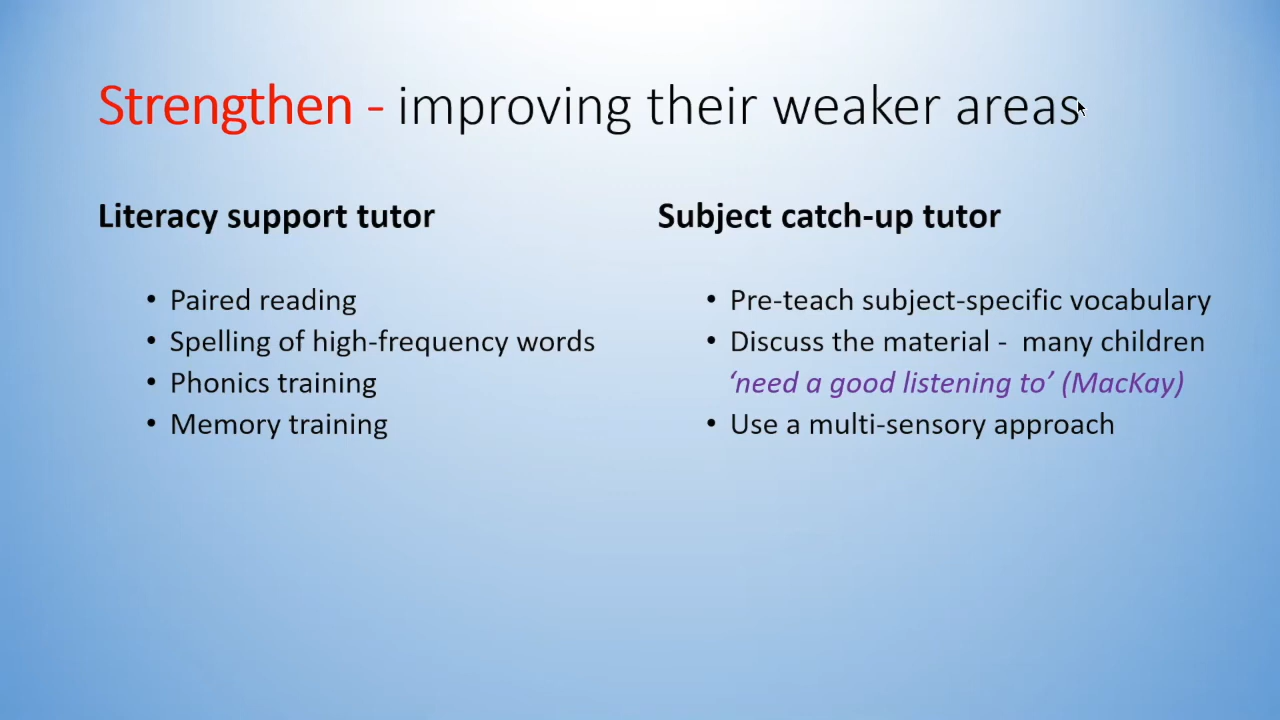 Strengthen - improving their weaker areas
Literacy support tutor
• Paired reading
• Spelling of high-frequency words
• Phonics training
• Memory training
Subject catch-up tutor
• Pre-teach subject-specific vocabulary
• Discuss the material -  many children
‘need a good listening to’ (MacKay)
• Use a multi-sensory approach